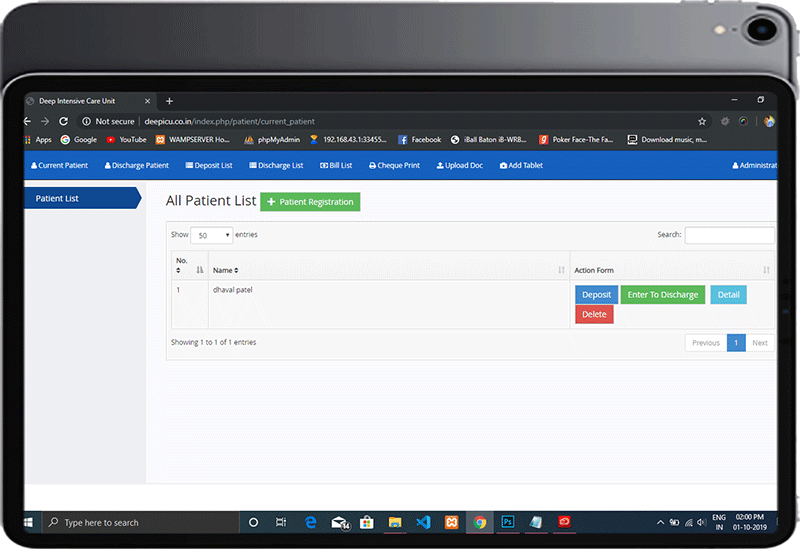 Deep Intensive Care Unit
Not secure | deepicu.co.in/index.php/patient/current_patient
Apps Google YouTube WAMPSERVER Ho... phpMyAdmin 192.168.43.1:33455... Facebook iBall Baton iB-WRB... Poker Face-The Fa... Download music, m...
Current Patient Discharge Patient Deposit List Discharge List Bill List Cheque Print Upload Doc Add Tablet Administrat
Patient List
All Patient List + Patient Registration
Show 50 entries Search:
No. Name Action Form
1 dhaval patel Deposit Enter To Discharge Detail
Delete
Showing 1 to 1 of 1 entries Previous 1 Next
Type here to search 14 Ps ENG 02:00 PM
IN 01-10-2019